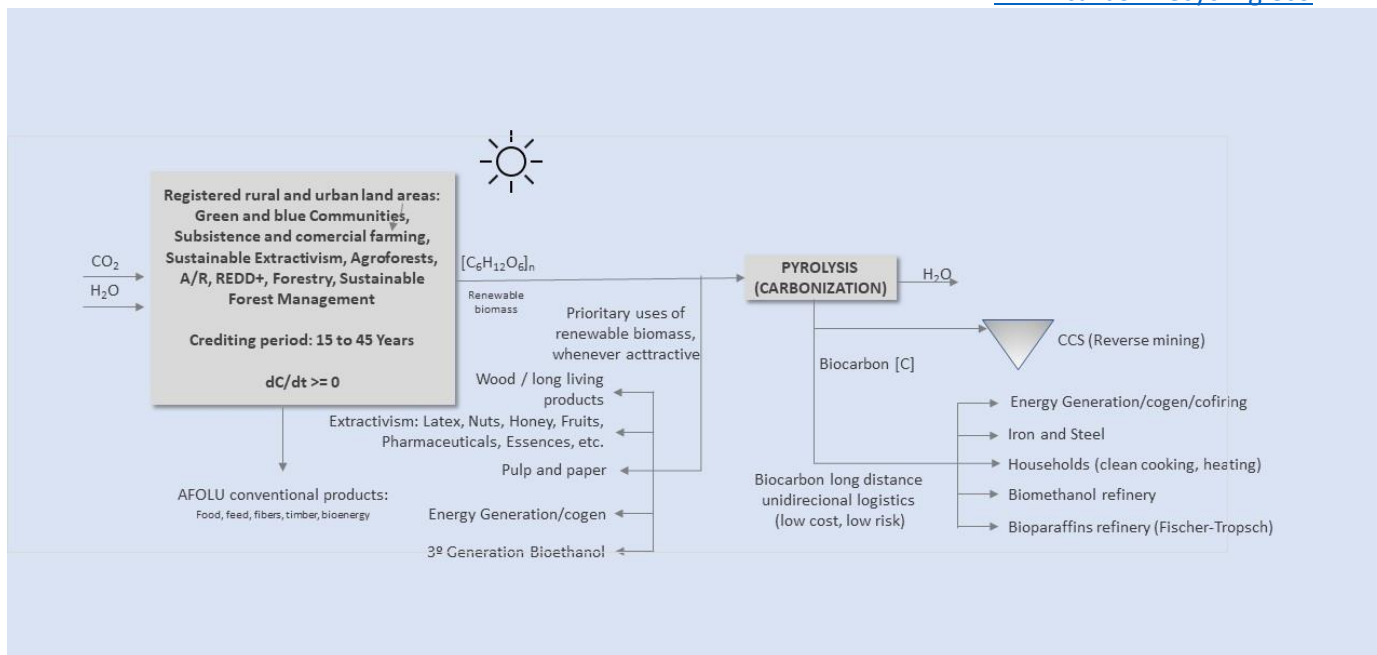 Registered rural and urban land areas:
Green and blue Communities,
Subsistence and comercial farming,
Sustainable Extractivism, Agroforests,
A/R, REDD+, Forestry, Sustainable
Forest Management
Crediting period: 15 to 45 Years
dC/dt >= 0
CO₂
H₂O
[C₆H₁₂O₆]ₙ
Renewable
biomass
PYROLYSIS
(CARBONIZATION)
H₂O
Prioritary uses of
renewable biomass,
whenever acttractive
Wood / long living
products
Extractivism: Latex, Nuts, Honey, Fruits,
Pharmaceuticals, Essences, etc.
Pulp and paper
Energy Generation/cogen
3º Generation Bioethanol
AFOLU conventional products:
Food, feed, fibers, timber, bioenergy
Biocarbon [C]
CCS (Reverse mining)
Biocarbon long distance
unidirecional logistics
(low cost, low risk)
Energy Generation/cogen/cofiring
Iron and Steel
Households (clean cooking, heating)
Biomethanol refinery
Bioparaffins refinery (Fischer-Tropsch)